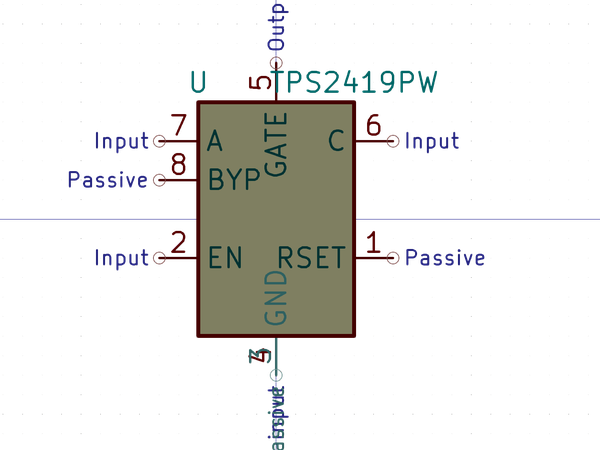 Outp
U
TPS2419PW
5
GATE
7
Input
A
C
6
Input
8
Passive
BYP
2
Input
EN
RSET
1
Passive
GND